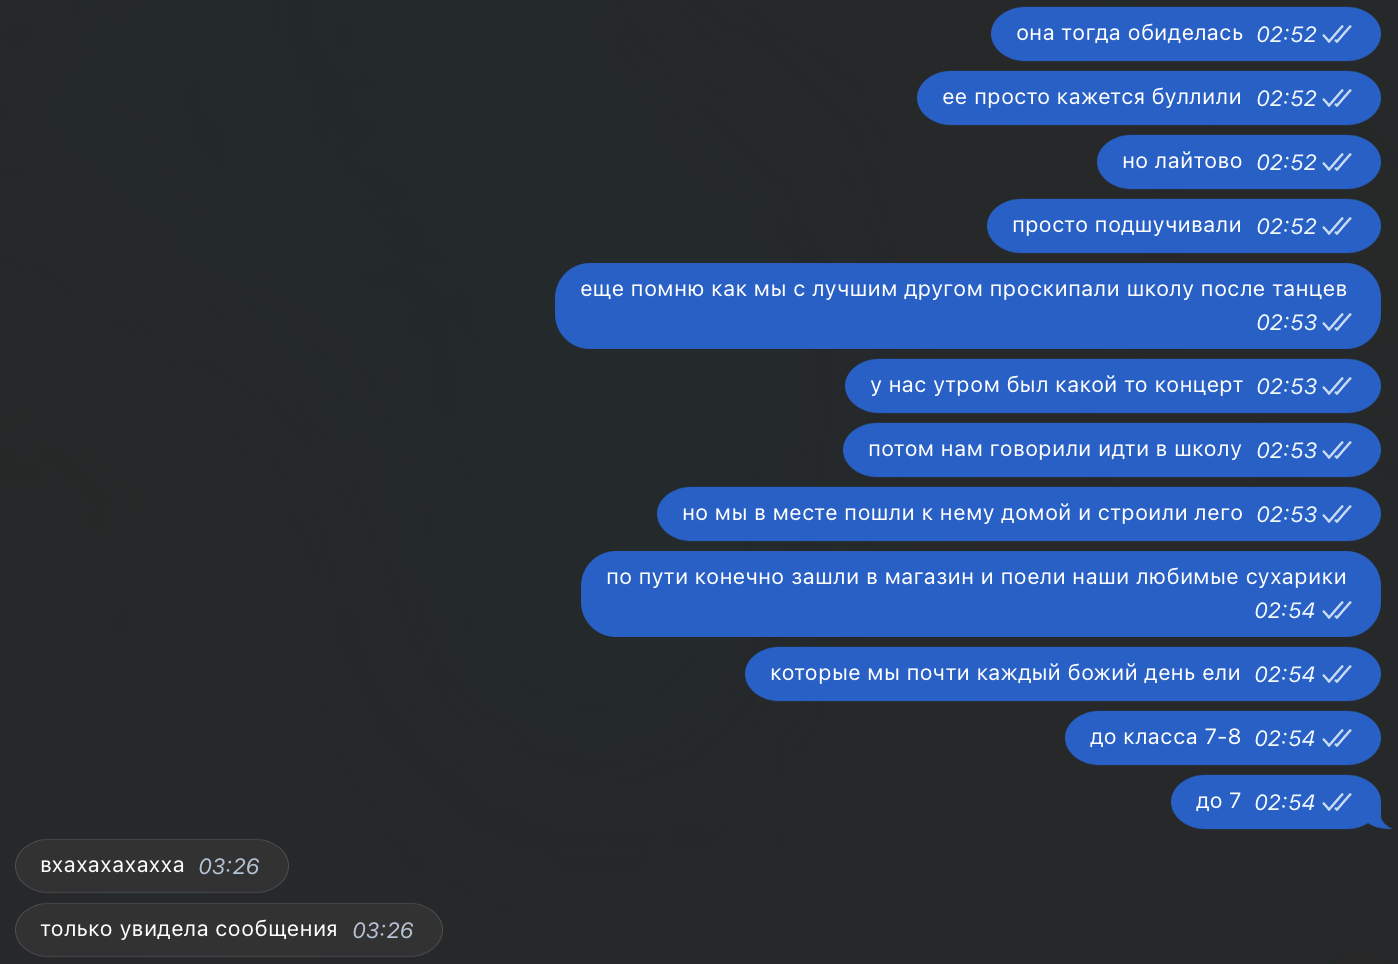 она тогда обиделась 02:52
ее просто кажется буллили 02:52
но лайтово 02:52
просто подшучивали 02:52
еще помню как мы с лучшим другом проскипали школу после танцев
02:53
у нас утром был какой то концерт 02:53
потом нам говорили идти в школу 02:53
но мы в месте пошли к нему домой и строили лего 02:53
по пути конечно зашли в магазин и поели наши любимые сухарики
02:54
которые мы почти каждый божий день ели 02:54
до класса 7-8 02:54
до 7 02:54
вхахахахахха 03:26
только увидела сообщения 03:26